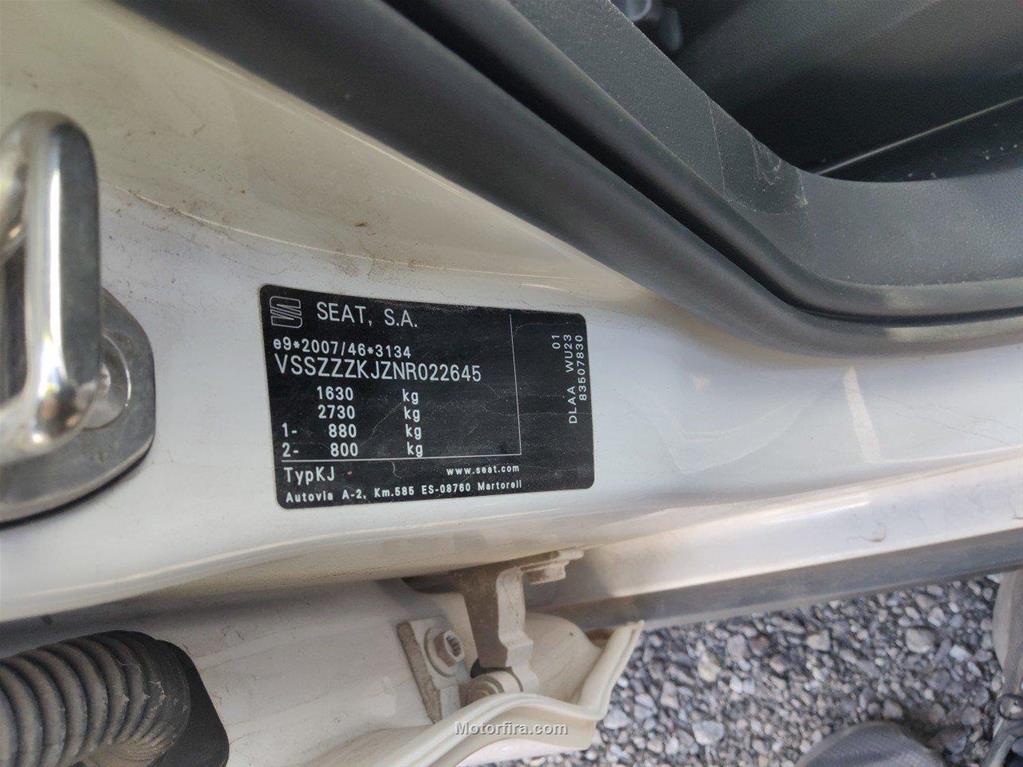 SEAT, S.A.
e9*2007/46*3134
VSSZZZKJZNR022645
1630 kg
2730 kg
1- 880 kg
2- 800 kg
TypKJ www.seat.com
Autovia A-2, Km.585 ES-08760 Martorell
01
DLAA WU23
83507830
Motorfira.com